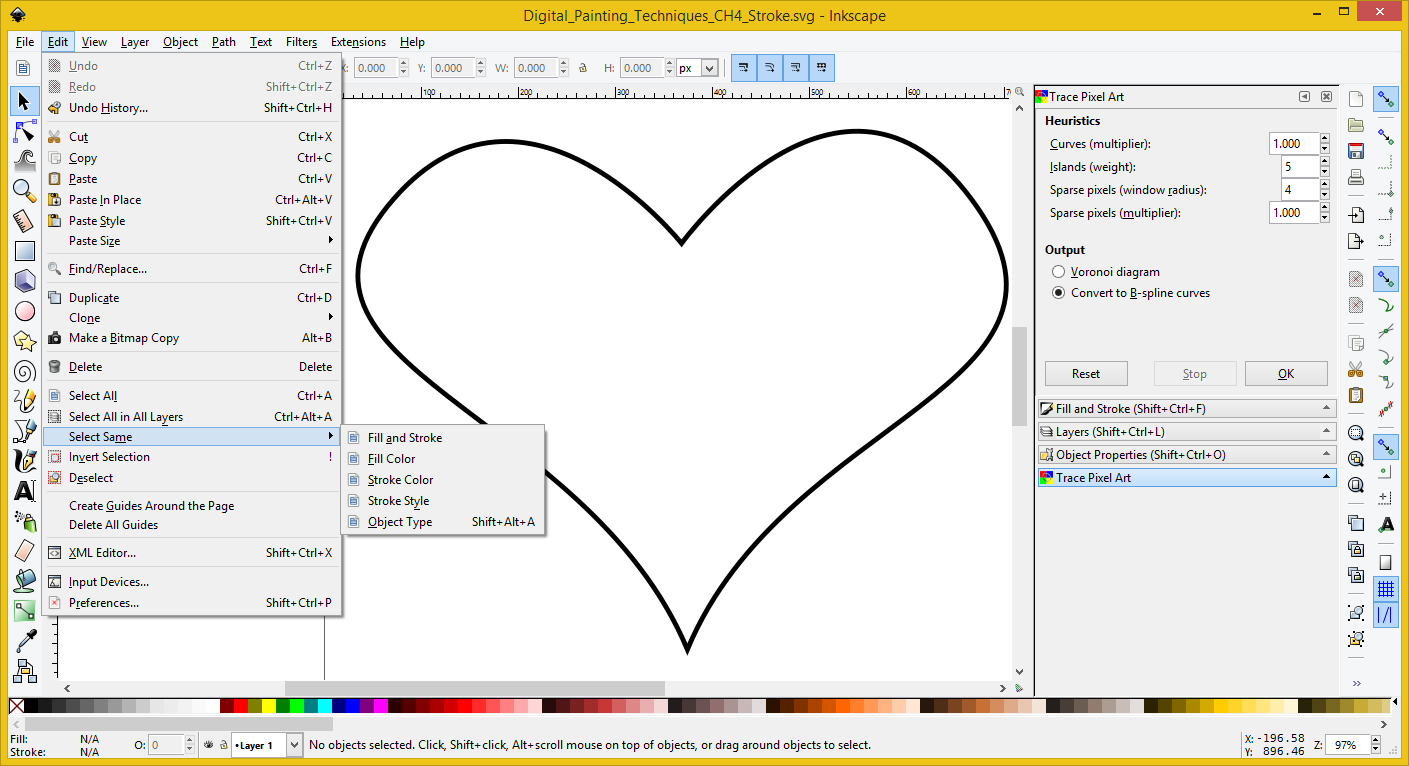 Digital_Painting_Techniques_CH4_Stroke.svg - Inkscape
File Edit View Layer Object Path Text Filters Extensions Help
0.000 Y: 0.000 W: 0.000 H: 0.000 px
100 200 300 400 500 600
Undo Ctrl+Z
Redo Shift+Ctrl+Z
Undo History... Shift+Ctrl+H
Cut Ctrl+X
Copy Ctrl+C
Paste Ctrl+V
Paste In Place Ctrl+Alt+V
Paste Style Shift+Ctrl+V
Paste Size
Find/Replace... Ctrl+F
Duplicate Ctrl+D
Clone
Make a Bitmap Copy Alt+B
Delete Delete
Select All Ctrl+A
Select All in All Layers Ctrl+Alt+A
Select Same
Invert Selection !
Deselect
Create Guides Around the Page
Delete All Guides
XML Editor... Shift+Ctrl+X
Input Devices...
Preferences... Shift+Ctrl+P
Fill and Stroke
Fill Color
Stroke Color
Stroke Style
Object Type Shift+Alt+A
Trace Pixel Art
Heuristics
Curves (multiplier): 1.000
Islands (weight): 5
Sparse pixels (window radius): 4
Sparse pixels (multiplier): 1.000
Output
Voronoi diagram
Convert to B-spline curves
Reset Stop OK
Fill and Stroke (Shift+Ctrl+F)
Layers (Shift+Ctrl+L)
Object Properties (Shift+Ctrl+O)
Trace Pixel Art
Fill: N/A
Stroke: N/A
O: 0
•Layer 1
No objects selected. Click, Shift+click, Alt+scroll mouse on top of objects, or drag around objects to select.
X: -196.58
Y: 896.46
Z: 97%